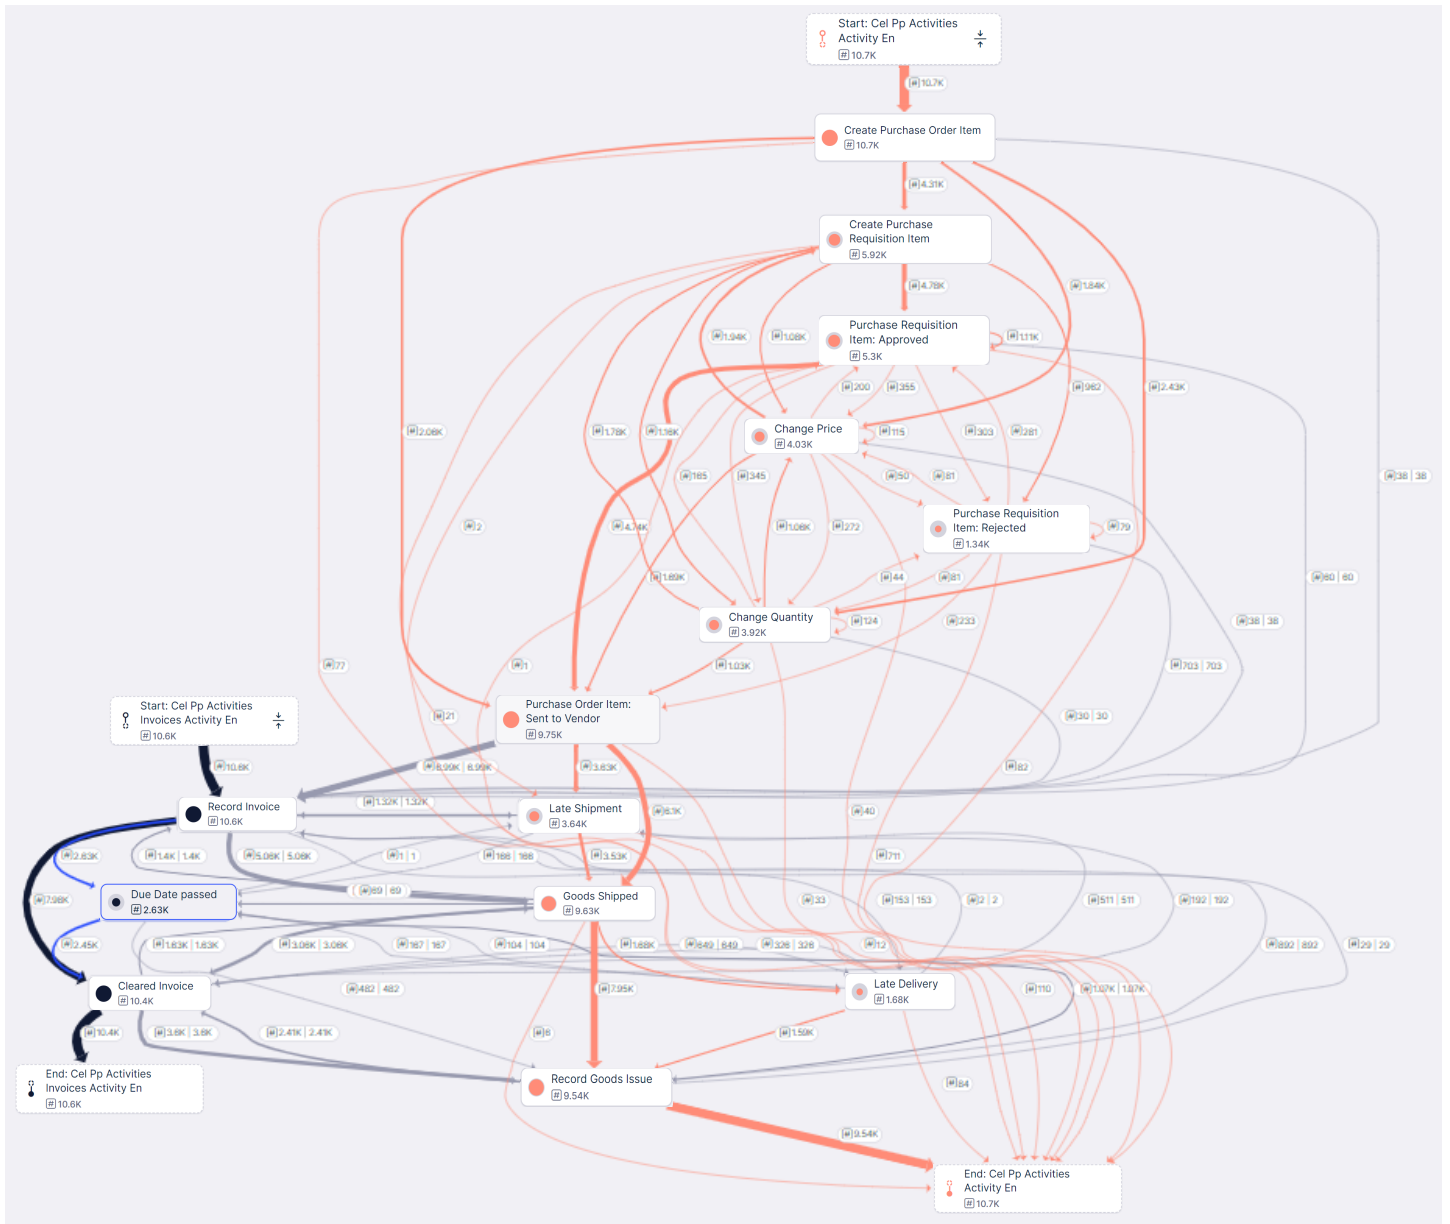 Start: Cel Pp Activities
Activity En
10.7K
10.7K
Create Purchase Order Item
10.7K
4.31K
Create Purchase
Requisition Item
5.92K
4.78K
1.84K
Purchase Requisition
Item: Approved
5.3K
1.94K
1.08K
1.11K
200
355
962
2.43K
Change Price
4.03K
2.08K
1.78K
1.16K
115
303
281
165
345
50
81
38 | 38
Purchase Requisition
Item: Rejected
1.34K
2
4.74K
1.08K
272
79
1.69K
44
81
60 | 60
Change Quantity
3.92K
124
233
38 | 38
77
1
1.03K
703 | 703
Start: Cel Pp Activities
Invoices Activity En
10.6K
Purchase Order Item:
Sent to Vendor
9.75K
21
30 | 30
10.6K
6.99K | 6.99K
3.63K
82
Record Invoice
10.6K
1.32K | 1.32K
Late Shipment
3.64K
6.1K
40
2.63K
1.4K | 1.4K
5.06K | 5.06K
1 | 1
166 | 166
3.53K
711
Due Date passed
2.63K
69 | 69
Goods Shipped
9.63K
7.98K
33
153 | 153
2 | 2
511 | 511
192 | 192
2.45K
1.63K | 1.63K
3.06K | 3.06K
167 | 167
104 | 104
1.68K
649 | 649
326 | 326
12
892 | 892
29 | 29
Cleared Invoice
10.4K
482 | 482
7.95K
Late Delivery
1.68K
110
1.07K | 1.07K
10.4K
3.6K | 3.6K
2.41K | 2.41K
6
1.59K
End: Cel Pp Activities
Invoices Activity En
10.6K
Record Goods Issue
9.54K
84
9.54K
End: Cel Pp Activities
Activity En
10.7K